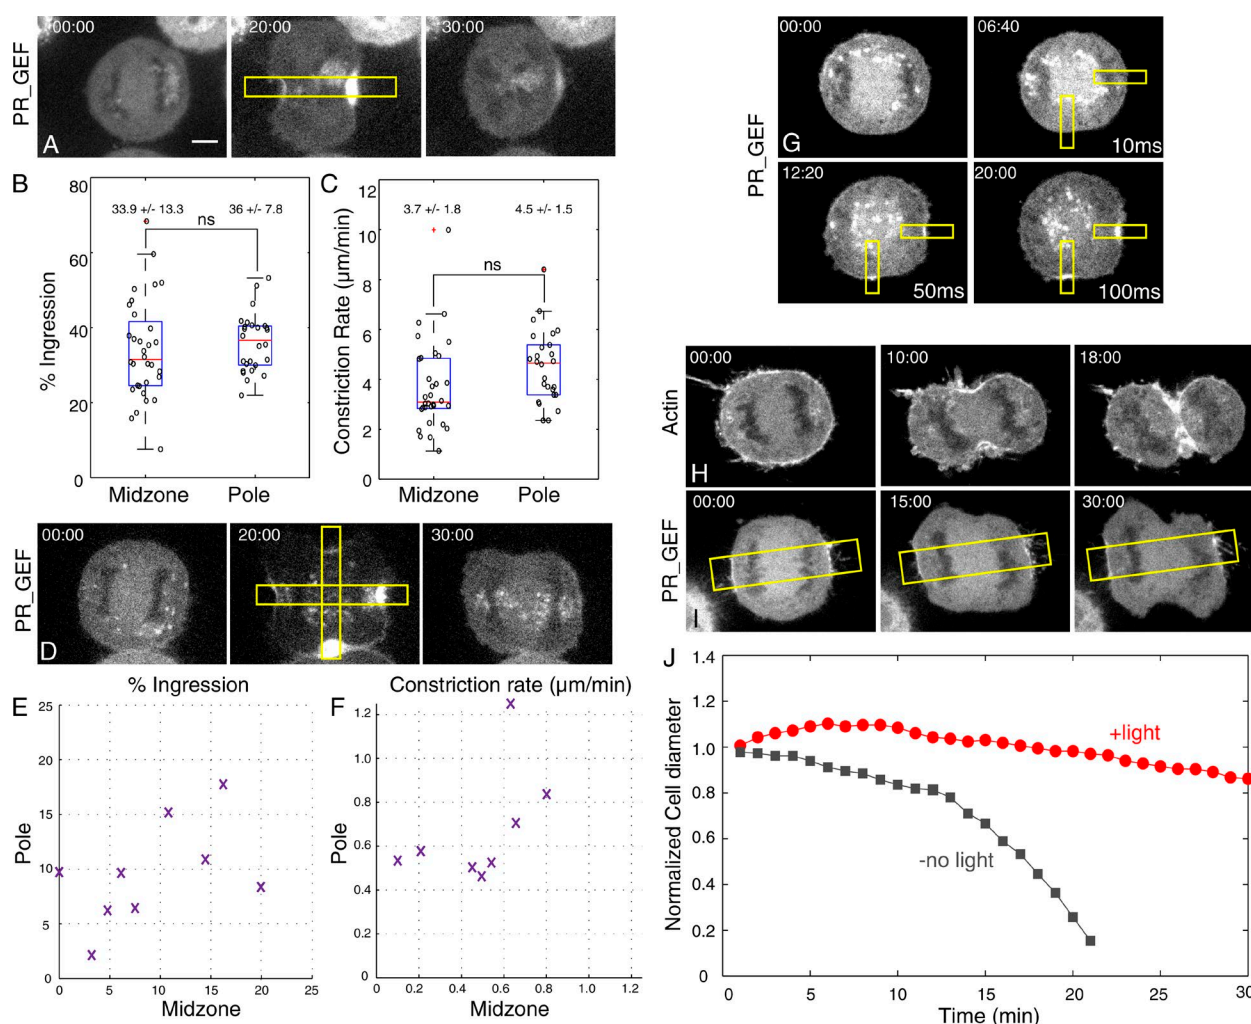 00:00
20:00
30:00
PR_GEF
A
B
80
60
40
20
0
% Ingression
33.9 +/- 13.3
36 +/- 7.8
ns
Midzone
Pole
C
12
10
8
6
4
2
0
Constriction Rate (µm/min)
3.7 +/- 1.8
4.5 +/- 1.5
ns
Midzone
Pole
00:00
20:00
30:00
PR_GEF
D
% Ingression
E
25
20
15
10
5
0
Pole
0 5 10 15 20 25
Midzone
Constriction rate (µm/min)
F
1.2
1.0
0.8
0.6
0.4
0.2
0
Pole
0 0.2 0.4 0.6 0.8 1.0 1.2
Midzone
00:00
06:40
G
10ms
PR_GEF
12:20
20:00
50ms
100ms
00:00
10:00
18:00
Actin
H
00:00
15:00
30:00
PR_GEF
I
J
1.4
1.2
1.0
0.8
0.6
0.4
0.2
0
Normalized Cell diameter
+light
-no light
0 5 10 15 20 25 30
Time (min)